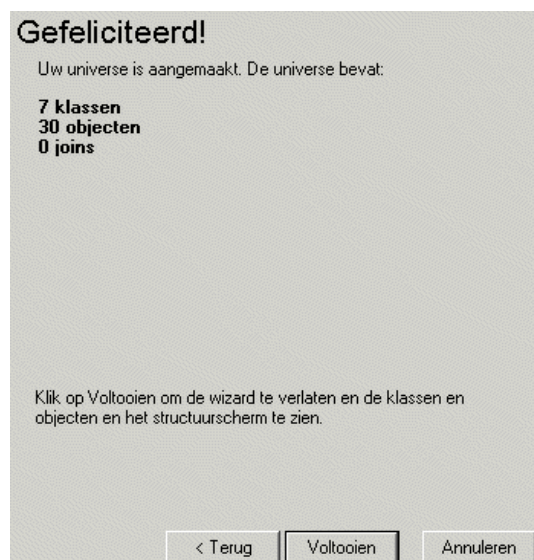 Gefeliciteerd!
Uw universe is aangemaakt. De universe bevat:
7 klassen
30 objecten
0 joins
Klik op Voltooien om de wizard te verlaten en de klassen en
objecten en het structuurscherm te zien.
< Terug Voltooien Annuleren